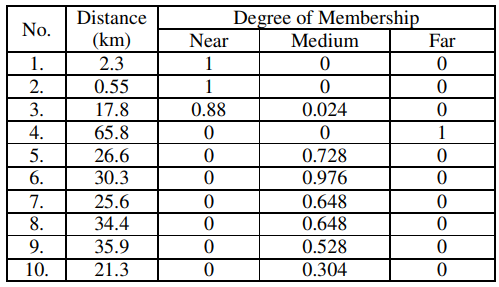 No. Distance (km) Degree of Membership
Near Medium Far
1. 2.3 1 0 0
2. 0.55 1 0 0
3. 17.8 0.88 0.024 0
4. 65.8 0 0 1
5. 26.6 0 0.728 0
6. 30.3 0 0.976 0
7. 25.6 0 0.648 0
8. 34.4 0 0.648 0
9. 35.9 0 0.528 0
10. 21.3 0 0.304 0